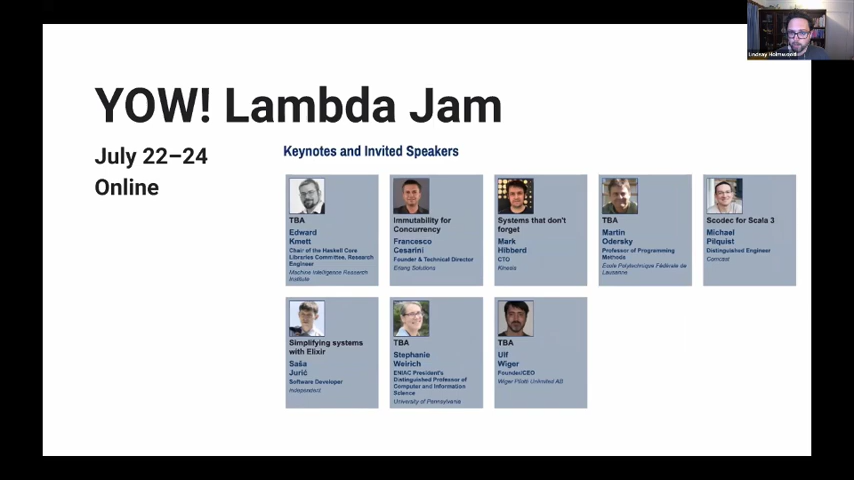 YOW! Lambda Jam
July 22–24
Online
Keynotes and Invited Speakers
TBA
Edward
Kmett
Chair of the Haskell Core
Libraries Committee, Research
Engineer
Machine Intelligence Research
Institute
Immutability for
Concurrency
Francesco
Cesarini
Founder & Technical Director
Erlang Solutions
Systems that don't
forget
Mark
Hibberd
CTO
Kinesis
TBA
Martin
Odersky
Professor of Programming
Methods
École Polytechnique Fédérale de
Lausanne
Scodec for Scala 3
Michael
Pilquist
Distinguished Engineer
Comcast
Simplifying systems
with Elixir
Saša
Jurić
Software Developer
Independent
TBA
Stephanie
Weirich
ENIAC President's
Distinguished Professor of
Computer and Information
Science
University of Pennsylvania
TBA
Ulf
Wiger
Founder/CEO
Wiger Pilotti Unlimited AB
Lindsay